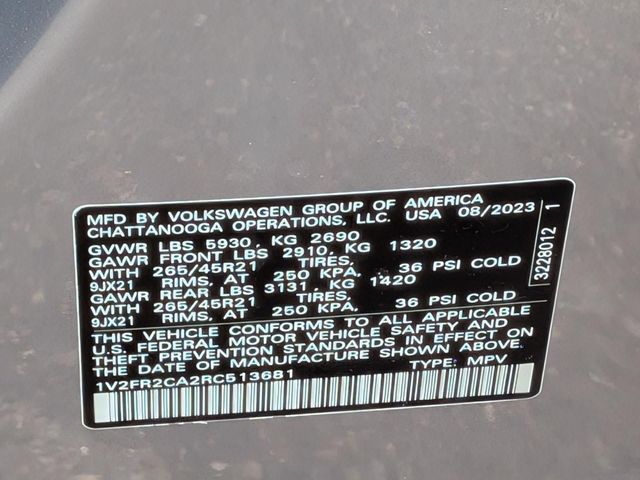 MFD BY VOLKSWAGEN GROUP OF AMERICA
CHATTANOOGA OPERATIONS, LLC. USA 08/2023
GVWR LBS 5930, KG 2690
GAWR FRONT LBS 2910, KG 1320
WITH 265/45R21 TIRES,
9JX21 RIMS, AT 250 KPA, 36 PSI COLD
GAWR REAR LBS 3131, KG 1420
WITH 265/45R21 TIRES,
9JX21 RIMS, AT 250 KPA, 36 PSI COLD
THIS VEHICLE CONFORMS TO ALL APPLICABLE
U.S. FEDERAL MOTOR VEHICLE SAFETY AND
THEFT PREVENTION STANDARDS IN EFFECT ON
THE DATE OF MANUFACTURE SHOWN ABOVE.
1V2FR2CA2RC513681 TYPE: MPV
3228012 1